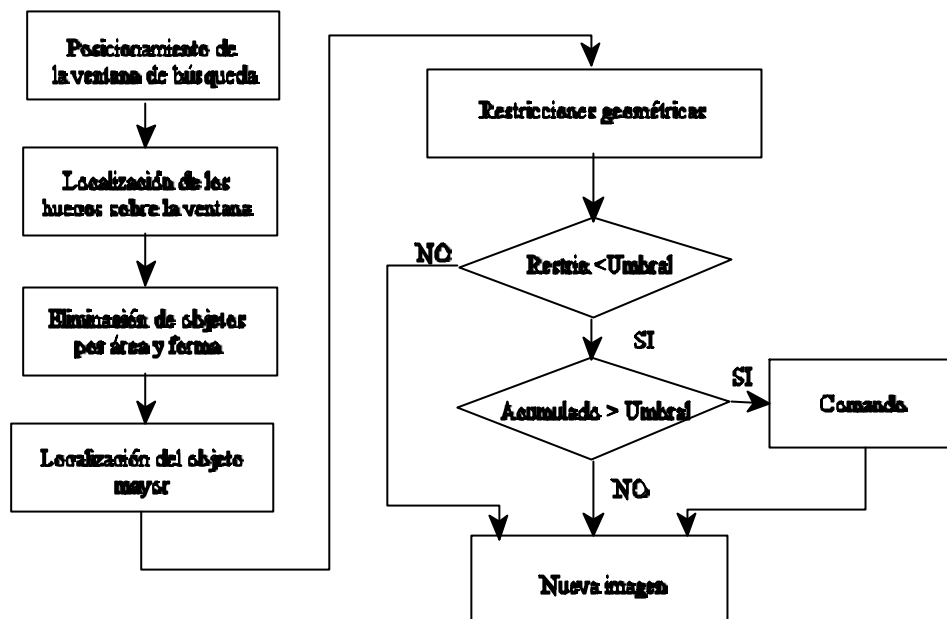 Posicionamiento de
la ventana de búsqueda
Localización de los
huecos sobre la ventana
Eliminación de objetos
por área y forma
Localización del objeto
mayor
Restricciones geométricas
NO
Restric <Umbral
SI
Acumulado > Umbral
SI
Comando
NO
Nueva imagen